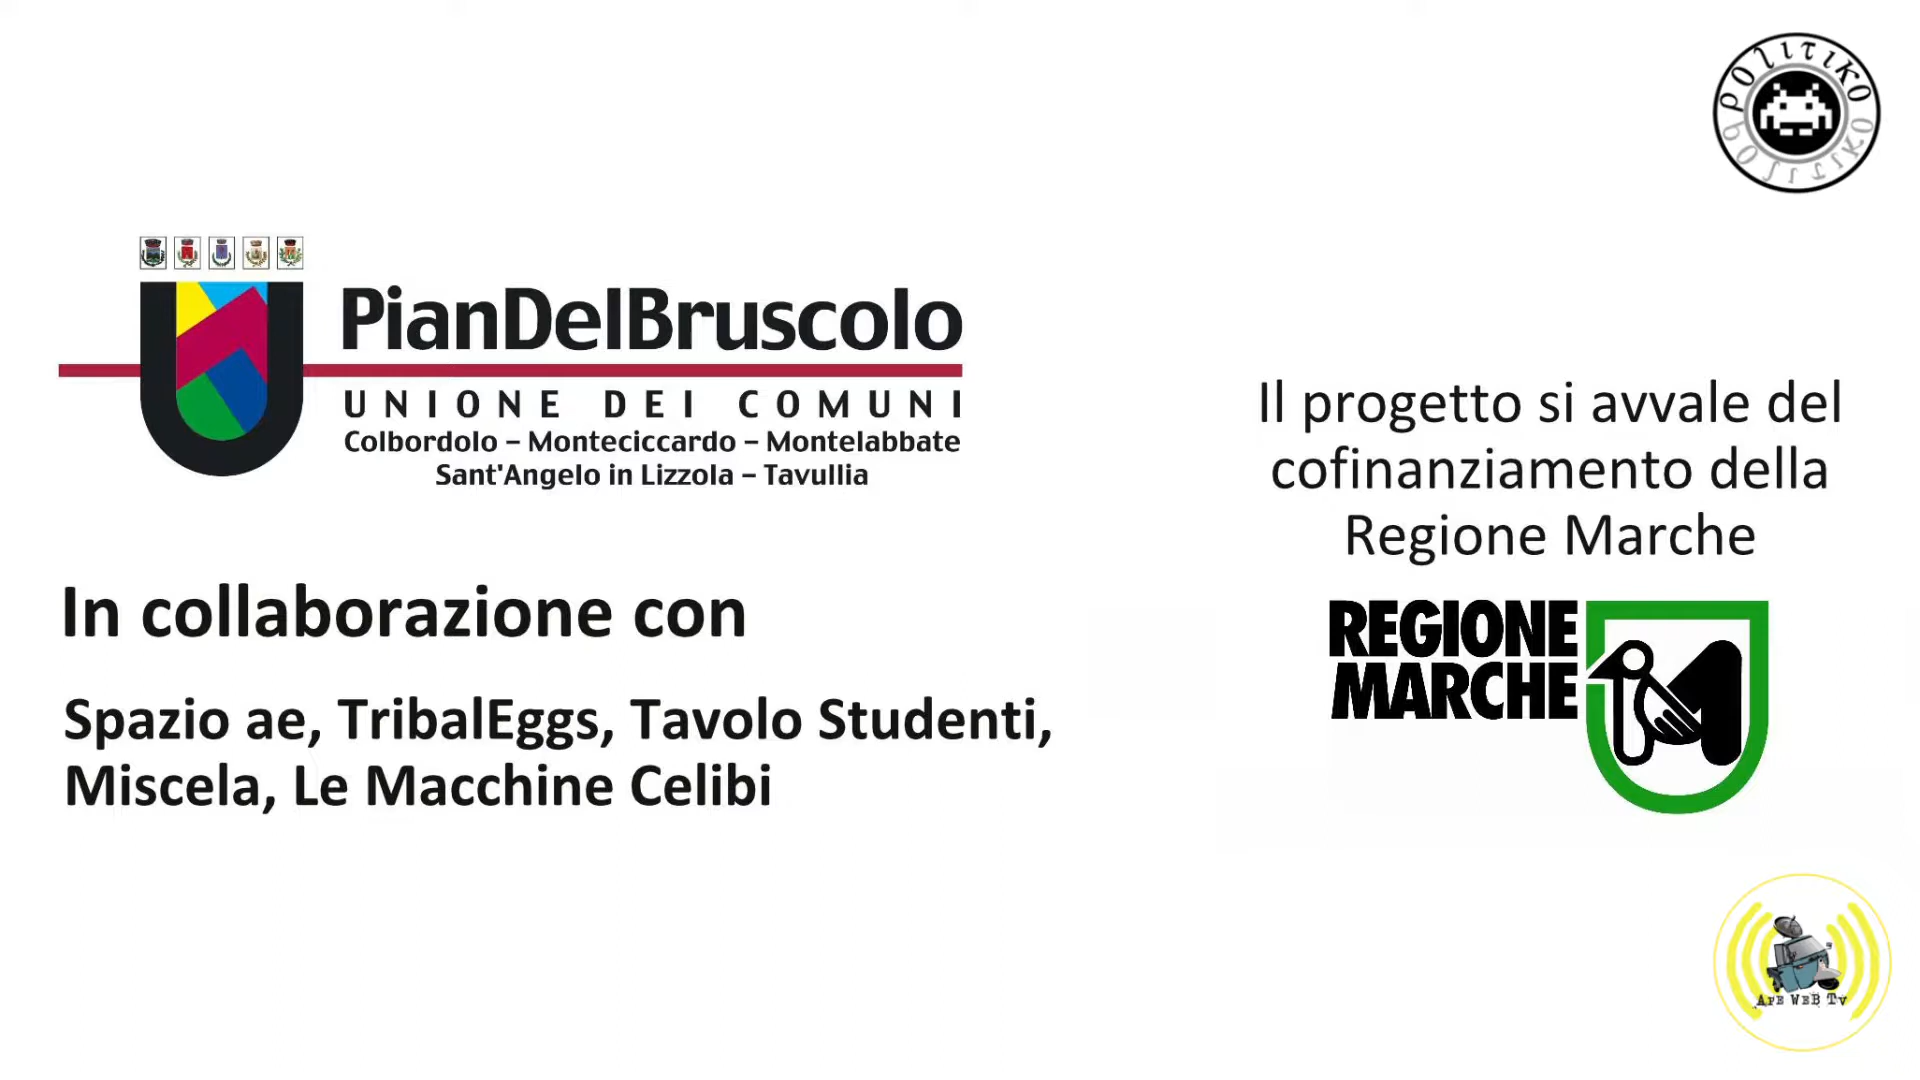 ρολιτικο
ρολιτικο
PianDelBruscolo
UNIONE DEI COMUNI
Colbordolo – Monteciccardo – Montelabbate
Sant'Angelo in Lizzola – Tavullia
Il progetto si avvale del
cofinanziamento della
Regione Marche
REGIONE
MARCHE
In collaborazione con
Spazio ae, TribalEggs, Tavolo Studenti,
Miscela, Le Macchine Celibi
APE WEB TV